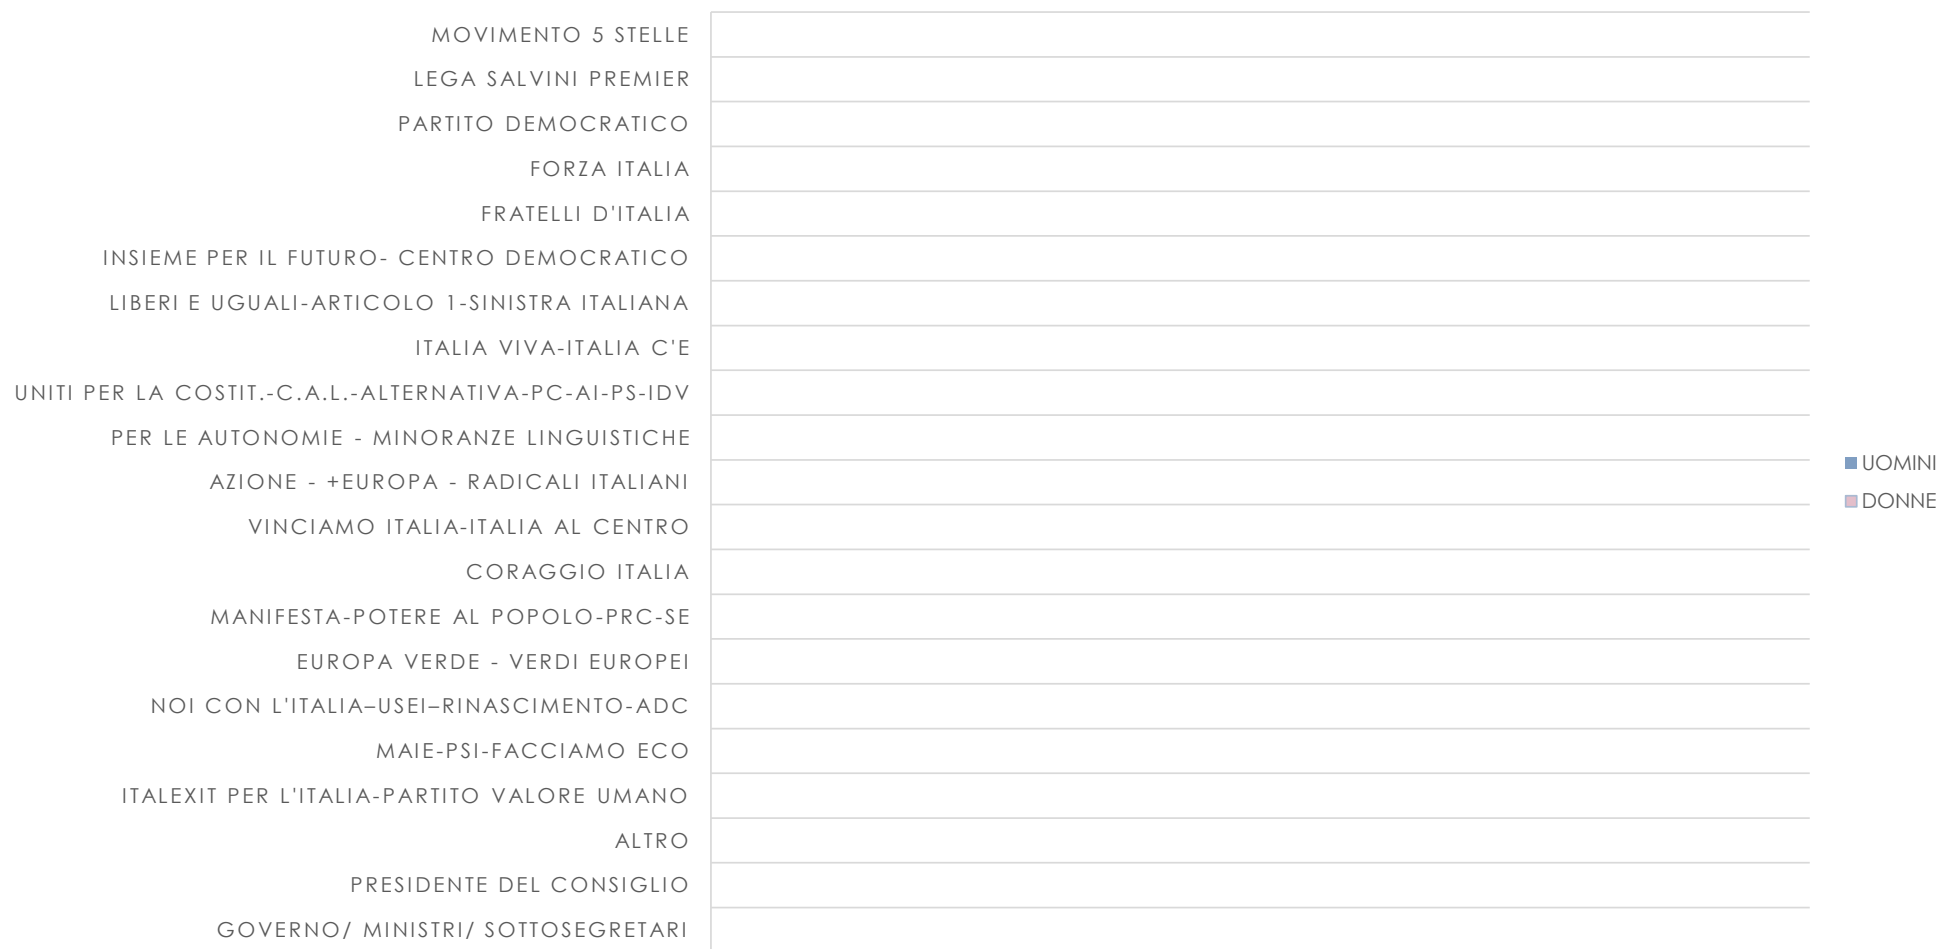 MOVIMENTO 5 STELLE
LEGA SALVINI PREMIER
PARTITO DEMOCRATICO
FORZA ITALIA
FRATELLI D'ITALIA
INSIEME PER IL FUTURO- CENTRO DEMOCRATICO
LIBERI E UGUALI-ARTICOLO 1-SINISTRA ITALIANA
ITALIA VIVA-ITALIA C'E
UNITI PER LA COSTIT.-C.A.L.-ALTERNATIVA-PC-AI-PS-IDV
PER LE AUTONOMIE - MINORANZE LINGUISTICHE
AZIONE - +EUROPA - RADICALI ITALIANI
VINCIAMO ITALIA-ITALIA AL CENTRO
CORAGGIO ITALIA
MANIFESTA-POTERE AL POPOLO-PRC-SE
EUROPA VERDE - VERDI EUROPEI
NOI CON L'ITALIA–USEI–RINASCIMENTO-ADC
MAIE-PSI-FACCIAMO ECO
ITALEXIT PER L'ITALIA-PARTITO VALORE UMANO
ALTRO
PRESIDENTE DEL CONSIGLIO
GOVERNO/ MINISTRI/ SOTTOSEGRETARI
UOMINI
DONNE